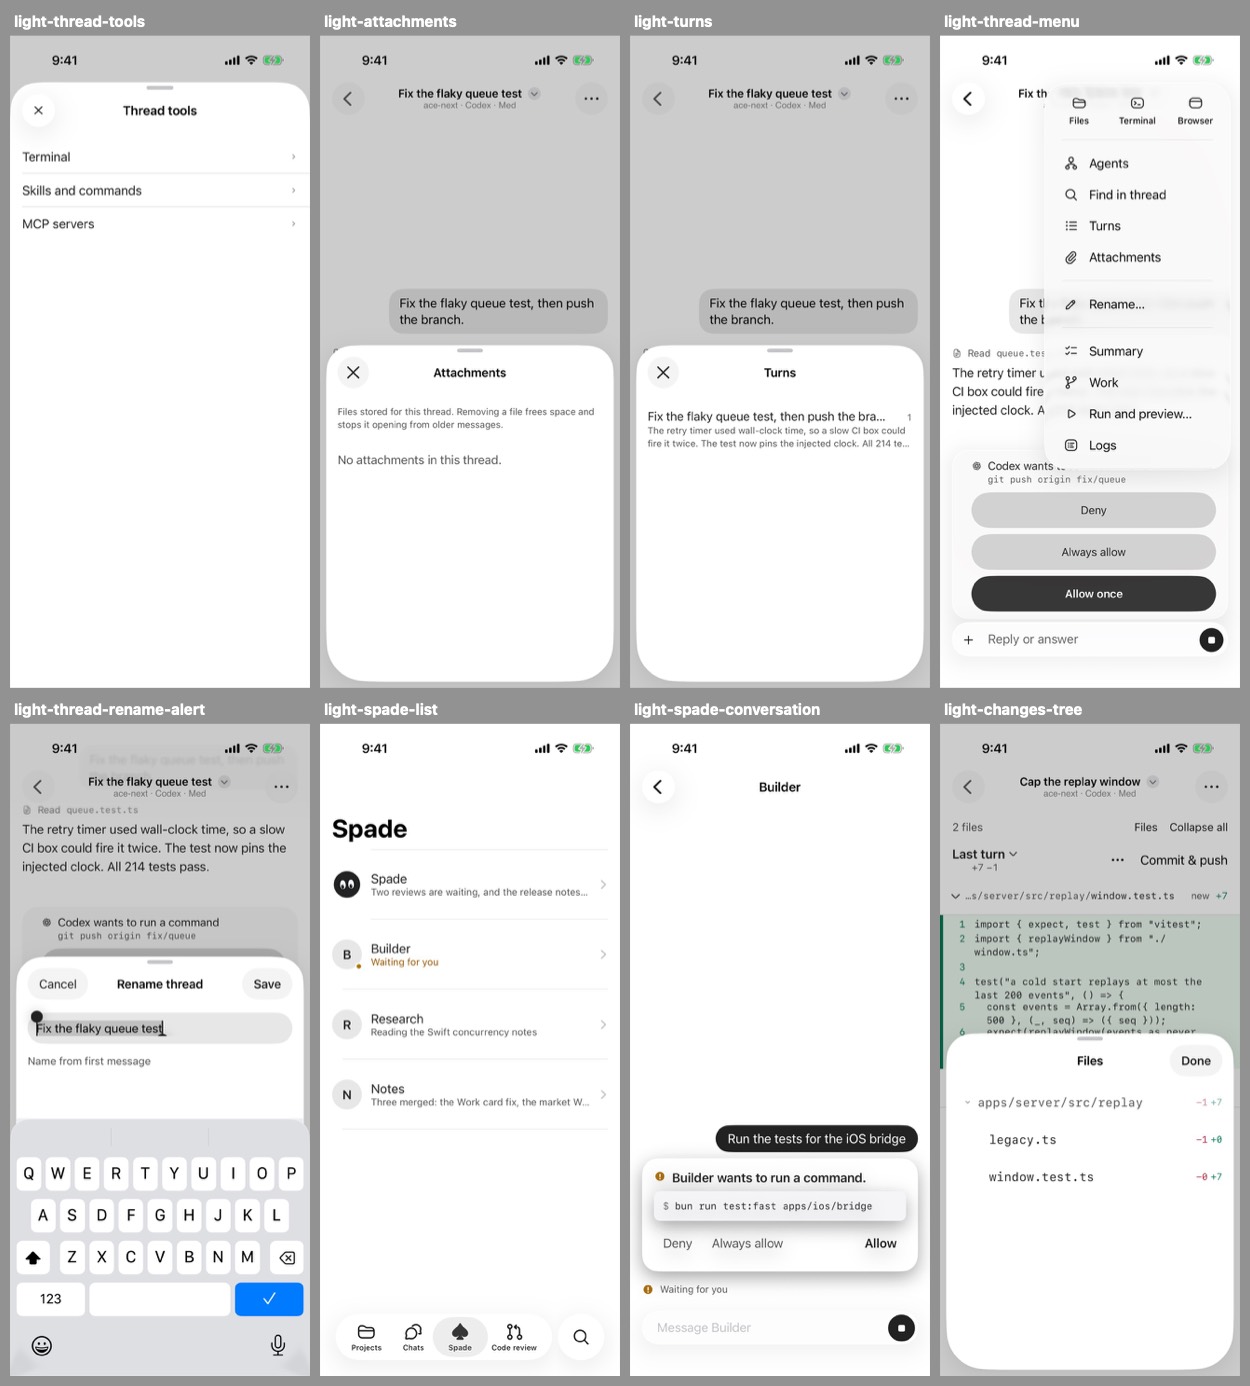 light-thread-tools
9:41
Thread tools
Terminal
Skills and commands
MCP servers
light-attachments
9:41
Fix the flaky queue test
ace-next · Codex · Med
Fix the flaky queue test, then push
the branch.
Attachments
Files stored for this thread. Removing a file frees space and
stops it opening from older messages.
No attachments in this thread.
light-turns
9:41
Fix the flaky queue test
ace-next · Codex · Med
Fix the flaky queue test, then push
the branch.
Turns
Fix the flaky queue test, then push the bra... 1
The retry timer used wall-clock time, so a slow CI box could
fire it twice. The test now pins the injected clock. All 214 te...
light-thread-menu
9:41
Fix th
Files Terminal Browser
Agents
Find in thread
Turns
Attachments
Fix t
the b
Rename...
Read queue.tes
Summary
The retry timer u
Work
CI box could fire
Run and preview...
injected clock. A
Logs
Codex wants t
git push origin fix/queue
Deny
Always allow
Allow once
+ Reply or answer
light-thread-rename-alert
9:41
Fix the flaky queue test, then push
Fix the flaky queue test
ace-next · Codex · Med
Read queue.test.ts
The retry timer used wall-clock time, so a slow
CI box could fire it twice. The test now pins the
injected clock. All 214 tests pass.
Codex wants to run a command
git push origin fix/queue
Cancel Rename thread Save
Fix the flaky queue test
Name from first message
Q W E R T Y U I O P
A S D F G H J K L
Z X C V B N M
123
light-spade-list
9:41
Spade
Spade
Two reviews are waiting, and the release notes...
B Builder
Waiting for you
R Research
Reading the Swift concurrency notes
N Notes
Three merged: the Work card fix, the market W...
Projects Chats Spade Code review
light-spade-conversation
9:41
Builder
Run the tests for the iOS bridge
Builder wants to run a command.
$ bun run test:fast apps/ios/bridge
Deny Always allow Allow
Waiting for you
Message Builder
light-changes-tree
9:41
Cap the replay window
ace-next · Codex · Med
2 files Files Collapse all
Last turn ... Commit & push
+7 −1
…s/server/src/replay/window.test.ts new +7
1 import { expect, test } from "vitest";
2 import { replayWindow } from "./
window.ts";
3
4 test("a cold start replays at most the
last 200 events", () => {
5 const events = Array.from({ length:
500 }, (_, seq) => ({ seq }));
6 expect(replayWindow(events as never
Files Done
apps/server/src/replay −1 +7
legacy.ts −1 +0
window.test.ts −0 +7